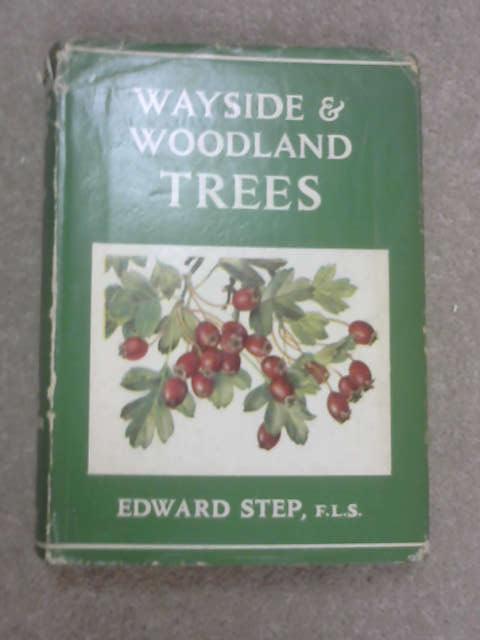 WAYSIDE &
WOODLAND
TREES
EDWARD STEP, F.L.S.